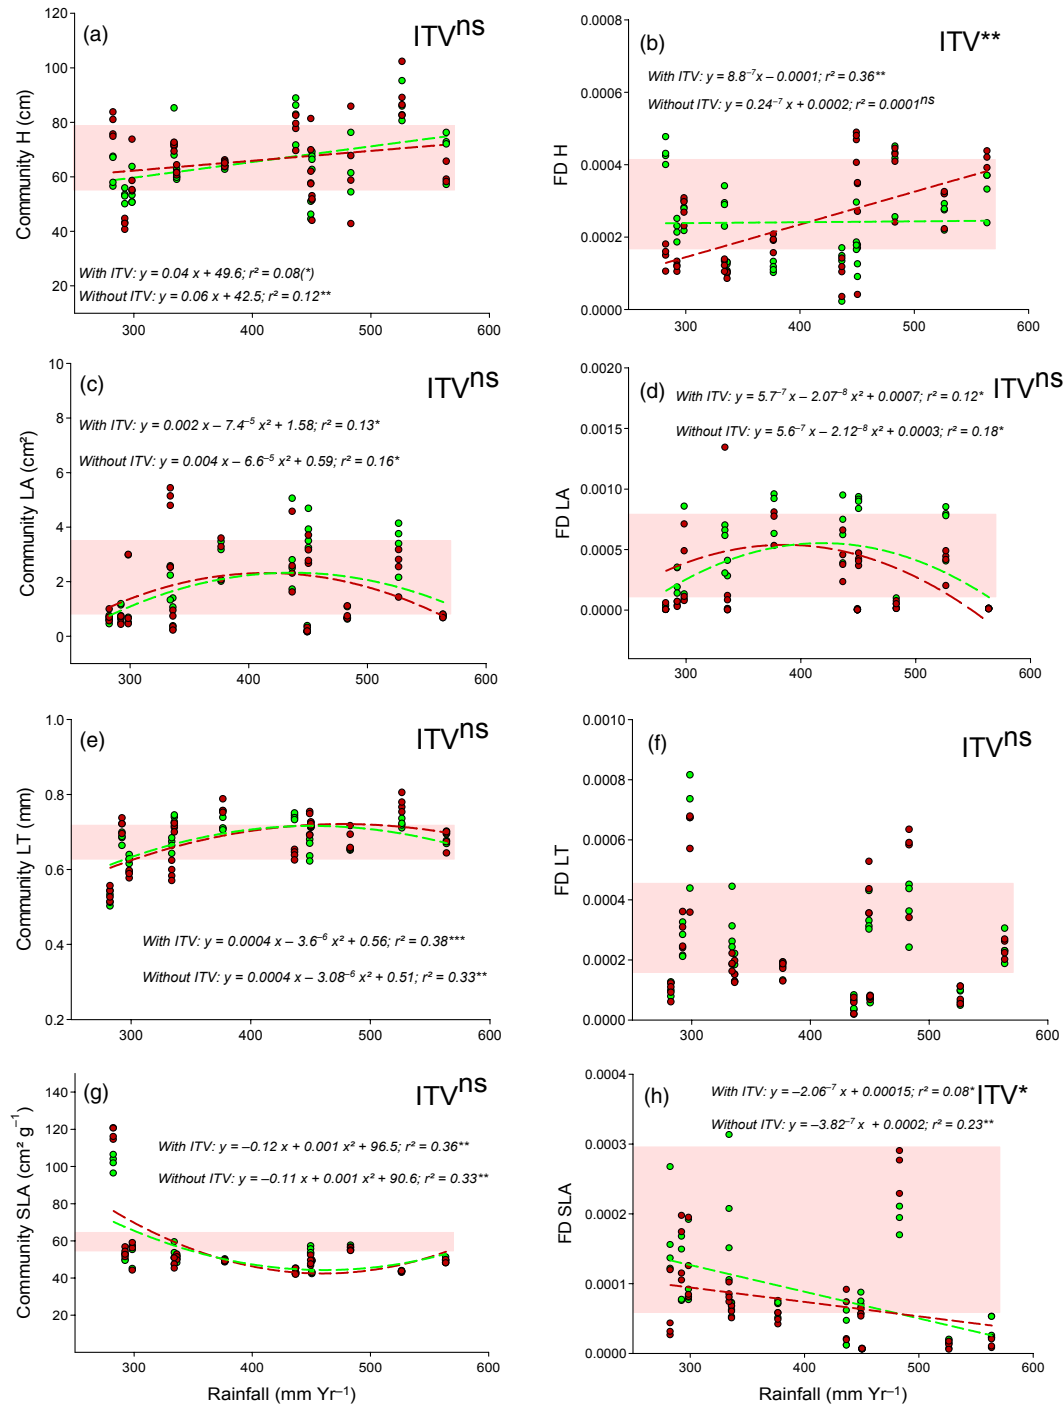 (a)
ITVns
Community H (cm)
120
100
80
60
40
20
With ITV: y = 0.04 x + 49.6; r² = 0.08(*)
Without ITV: y = 0.06 x + 42.5; r² = 0.12**
300
400
500
600
(b)
ITV**
FD H
0.0008
0.0006
0.0004
0.0002
0.0000
With ITV: y = 8.8⁻⁷x – 0.0001; r² = 0.36**
Without ITV: y = 0.24⁻⁷ x + 0.0002; r² = 0.0001ns
300
400
500
600
(c)
ITVns
Community LA (cm²)
10
8
6
4
2
0
With ITV: y = 0.002 x – 7.4⁻⁵ x² + 1.58; r² = 0.13*
Without ITV: y = 0.004 x – 6.6⁻⁵ x² + 0.59; r² = 0.16*
300
400
500
600
(d)
ITVns
FD LA
0.0020
0.0015
0.0010
0.0005
0.0000
With ITV: y = 5.7⁻⁷ x – 2.07⁻⁸ x² + 0.0007; r² = 0.12*
Without ITV: y = 5.6⁻⁷ x – 2.12⁻⁸ x² + 0.0003; r² = 0.18*
300
400
500
600
(e)
ITVns
Community LT (mm)
1.0
0.8
0.6
0.4
0.2
With ITV: y = 0.0004 x – 3.6⁻⁶ x² + 0.56; r² = 0.38***
Without ITV: y = 0.0004 x – 3.08⁻⁶ x² + 0.51; r² = 0.33**
300
400
500
600
(f)
ITVns
FD LT
0.0010
0.0008
0.0006
0.0004
0.0002
0.0000
300
400
500
600
(g)
ITVns
Community SLA (cm² g⁻¹)
140
120
100
80
60
40
20
With ITV: y = –0.12 x + 0.001 x² + 96.5; r² = 0.36**
Without ITV: y = –0.11 x + 0.001 x² + 90.6; r² = 0.33**
300
400
500
600
Rainfall (mm Yr⁻¹)
(h)
ITV*
FD SLA
0.0004
0.0003
0.0002
0.0001
0.0000
With ITV: y = –2.06⁻⁷ x + 0.00015; r² = 0.08*
Without ITV: y = –3.82⁻⁷ x + 0.0002; r² = 0.23**
300
400
500
600
Rainfall (mm Yr⁻¹)